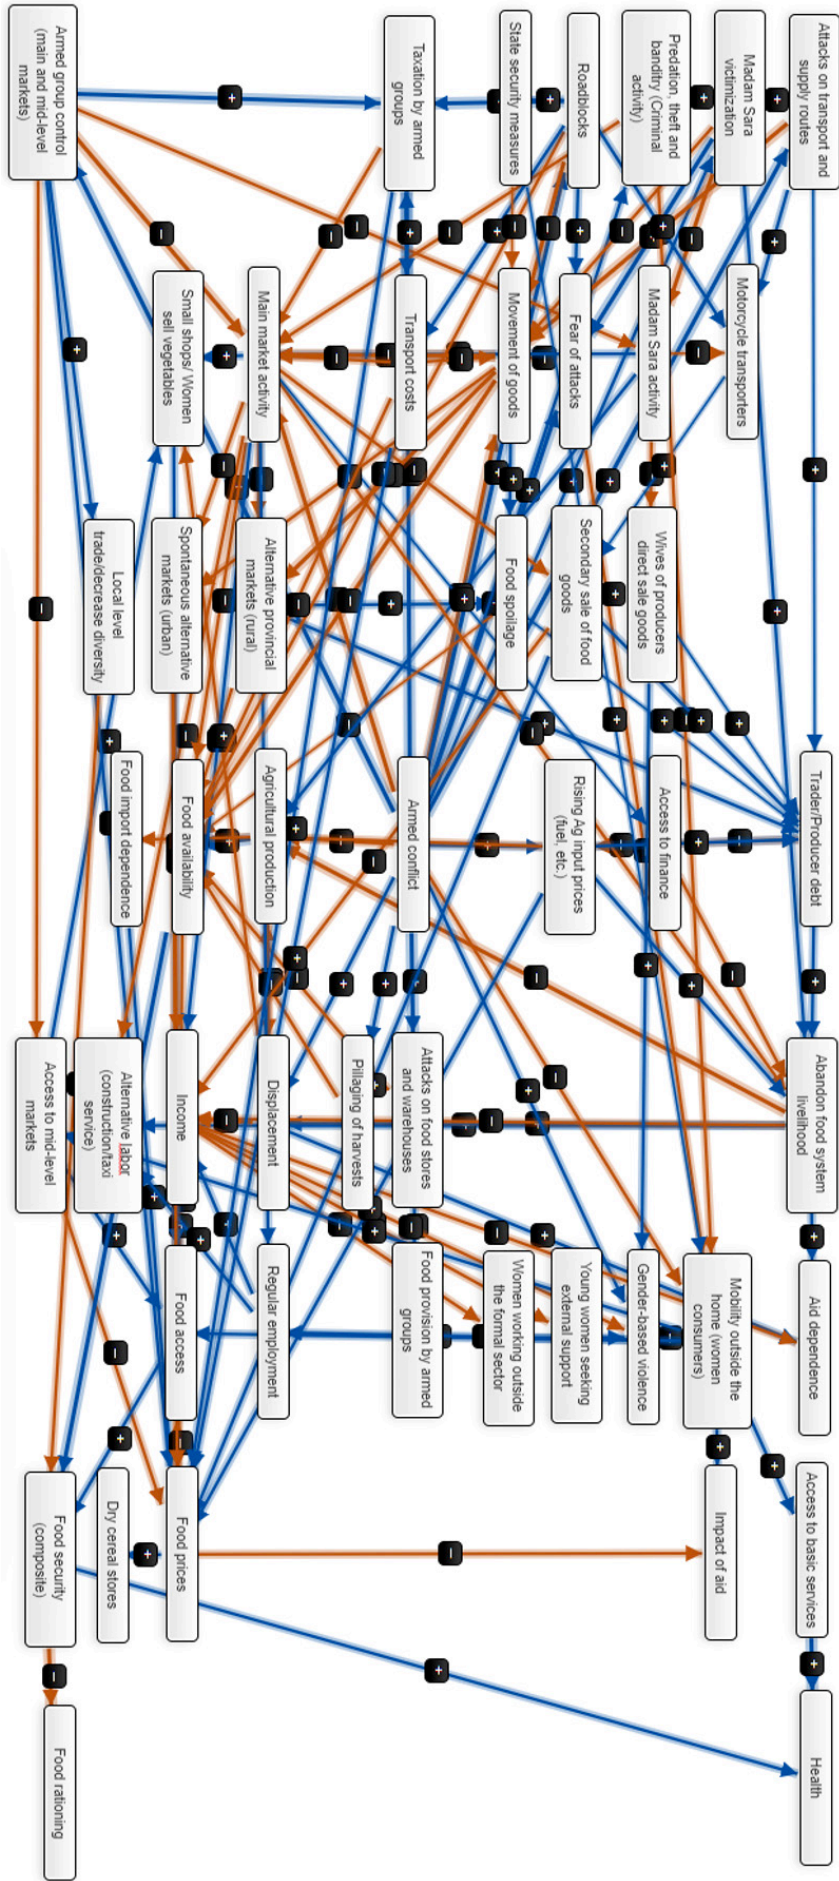 Attacks on transport and
supply routes
Trader/Producer debt
Abandon food system
livelihood
Aid dependence
Access to basic services
Health
Madam Sara
victimization
Motorcycle transporters
Mobility outside the
home (women
consumers)
Impact of aid
Predation, theft and
banditry (Criminal
activity)
Madam Sara activity
Wives of producers
direct sale goods
Access to finance
Gender-based violence
Roadblocks
Fear of attacks
Secondary sale of food
goods
Rising Ag input prices
(fuel, etc.)
Young women seeking
external support
State security measures
Movement of goods
Food spoilage
Women working outside
the formal sector
Taxation by armed
groups
Transport costs
Armed conflict
Attacks on food stores
and warehouses
Food provision by armed
groups
Pillaging of harvests
Main market activity
Alternative provincial
markets (rural)
Agricultural production
Displacement
Regular employment
Small shops/ Women
sell vegetables
Spontaneous alternative
markets (urban)
Food availability
Income
Food access
Food prices
Local level
trade/decrease diversity
Food import dependence
Alternative labor
(construction/taxi
service)
Dry cereal stores
Armed group control
(main and mid-level
markets)
Access to mid-level
markets
Food security
(composite)
Food rationing